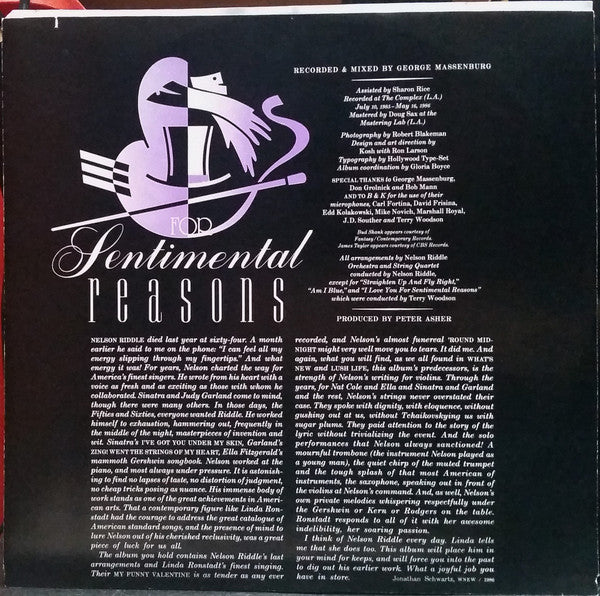 FOR
Sentimental
reasons
RECORDED & MIXED BY GEORGE MASSENBURG
Assisted by Sharon Rice
Recorded at The Complex (L.A.)
July 10, 1985 - May 16, 1986
Mastered by Doug Sax at the
Mastering Lab (L.A.)
Photography by Robert Blakeman
Design and art direction by
Kosh with Ron Larson
Typography by Hollywood Type-Set
Album coordination by Gloria Boyce
SPECIAL THANKS to George Massenburg,
Don Grolnick and Bob Mann
AND TO B & K for the use of their
microphones, Carl Fortina, David Frisina,
Edd Kolakowski, Mike Novich, Marshall Royal,
J.D. Souther and Terry Woodson
Bud Shank appears courtesy of
Fantasy/Contemporary Records.
James Taylor appears courtesy of CBS Records.
All arrangements by Nelson Riddle
Orchestra and String Quartet
conducted by Nelson Riddle,
except for "Straighten Up And Fly Right,"
"Am I Blue," and "I Love You For Sentimental Reasons"
which were conducted by Terry Woodson
PRODUCED BY PETER ASHER
NELSON RIDDLE died last year at sixty-four. A month
earlier he said to me on the phone: "I can feel all my
energy slipping through my fingertips." And what
energy it was! For years, Nelson charted the way for
America's finest singers. He wrote from his heart with a
voice as fresh and as exciting as those with whom he
collaborated. Sinatra and Judy Garland come to mind,
though there were many others. In those days, the
Fifties and Sixties, everyone wanted Riddle. He worked
himself to exhaustion, hammering out, frequently in
the middle of the night, masterpieces of invention and
wit. Sinatra's I'VE GOT YOU UNDER MY SKIN, Garland's
ZING! WENT THE STRINGS OF MY HEART, Ella Fitzgerald's
mammoth Gershwin songbook. Nelson worked at the
piano, and most always under pressure. It is astonish-
ing to find no lapses of taste, no distortion of judgment,
no cheap tricks posing as nuance. His immense body of
work stands as one of the great achievements in Ameri-
can arts. That a contemporary figure like Linda Ron-
stadt had the courage to address the great catalogue of
American standard songs, and the presence of mind to
lure Nelson out of his cherished reclusivity, was a great
piece of luck for us all.
The album you hold contains Nelson Riddle's last
arrangements and Linda Ronstadt's finest singing.
Their MY FUNNY VALENTINE is as tender as any ever
recorded, and Nelson's almost funereal 'ROUND MID-
NIGHT might very well move you to tears. It did me. And
again, what you will find, as we all found in WHAT'S
NEW and LUSH LIFE, this album's predecessors, is the
strength of Nelson's writing for violins. Through the
years, for Nat Cole and Ella and Sinatra and Garland
and the rest, Nelson's strings never overstated their
case. They spoke with dignity, with eloquence, without
gushing out at us, without Tchaikovskying us with
sugar plums. They paid attention to the story of the
lyric without trivializing the event. And the solo
performances that Nelson always sanctioned! A
mournful trombone (the instrument Nelson played as
a young man), the quiet chirp of the muted trumpet
and the tough splash of that most American of
instruments, the saxophone, speaking out in front of
the violins at Nelson's command. And, as well, Nelson's
own private melodies whispering respectfully under
the Gershwin or Kern or Rodgers on the table.
Ronstadt responds to all of it with her awesome
indelibility, her soaring passion.
I think of Nelson Riddle every day. Linda tells
me that she does too. This album will place him in
your mind for keeps, and will force you into the past
to dig out his earlier work. What a joyful job you
have in store.
Jonathan Schwartz, WNEW / 1986